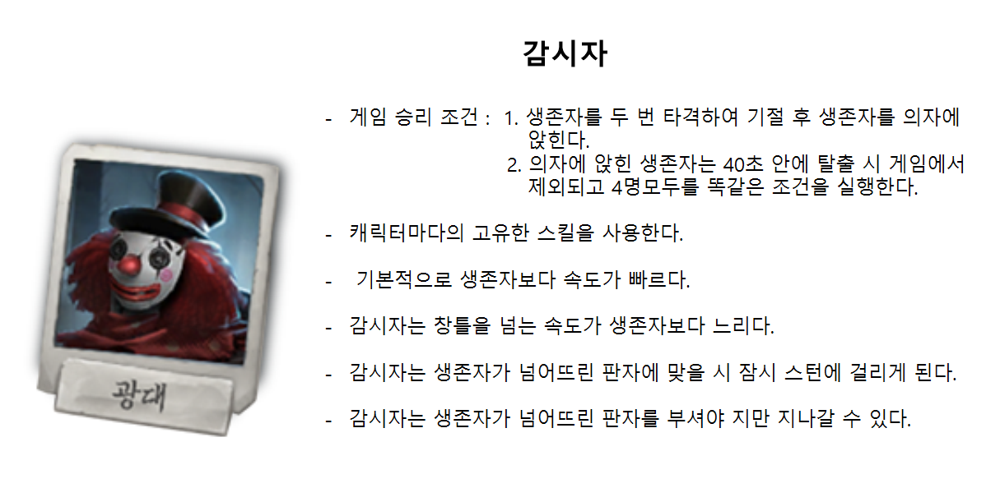 감시자
- 게임 승리 조건 : 1. 생존자를 두 번 타격하여 기절 후 생존자를 의자에
앉힌다.
2. 의자에 앉힌 생존자는 40초 안에 탈출 시 게임에서
제외되고 4명모두를 똑같은 조건을 실행한다.
- 캐릭터마다의 고유한 스킬을 사용한다.
- 기본적으로 생존자보다 속도가 빠르다.
- 감시자는 창틀을 넘는 속도가 생존자보다 느리다.
- 감시자는 생존자가 넘어뜨린 판자에 맞을 시 잠시 스턴에 걸리게 된다.
- 감시자는 생존자가 넘어뜨린 판자를 부셔야 지만 지나갈 수 있다.
광대